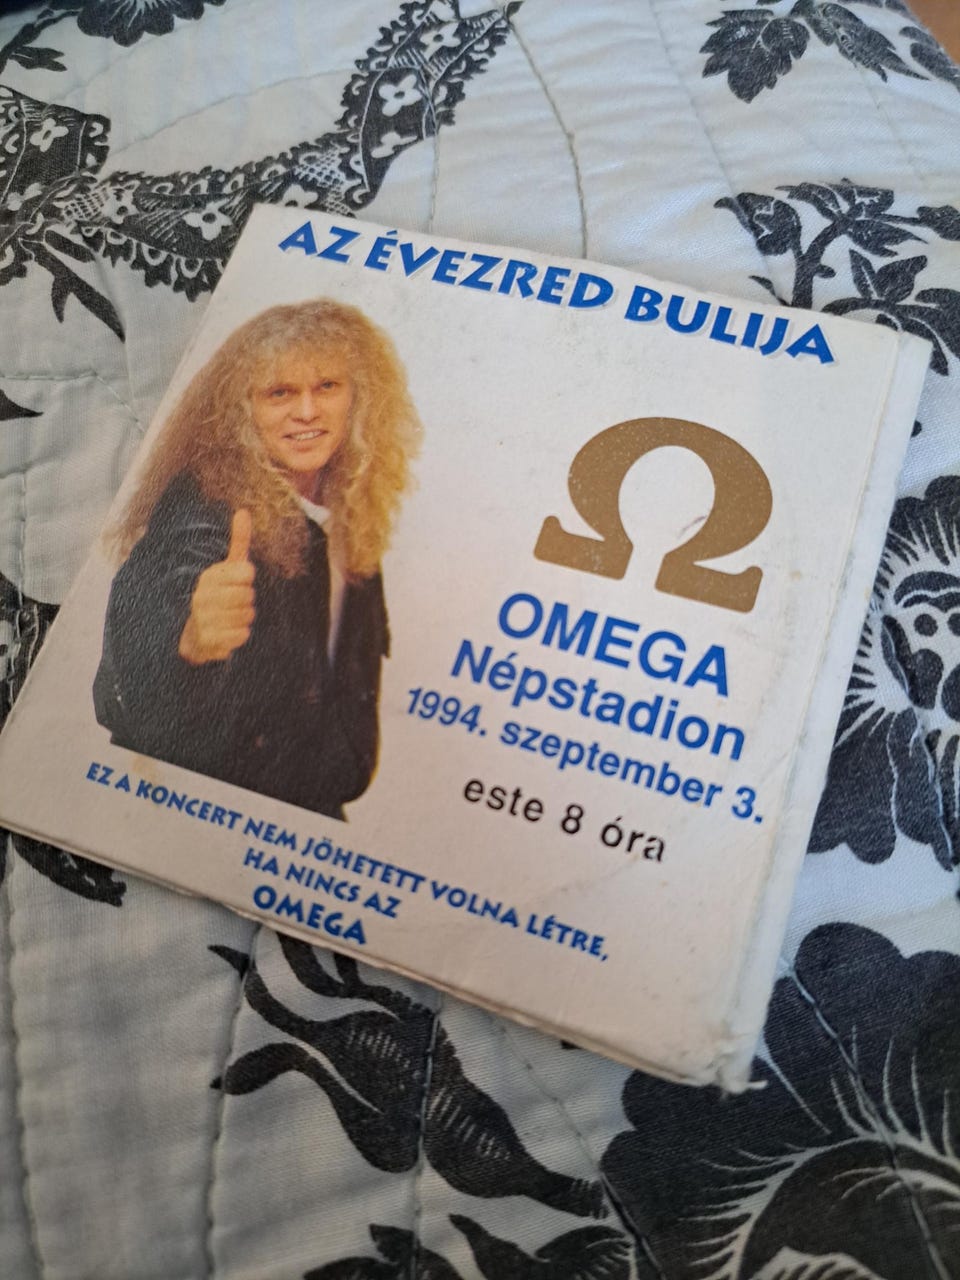 AZ ÉVEZRED BULIJA
Ω
OMEGA
Népstadion
1994. szeptember 3.
este 8 óra
EZ A KONCERT NEM JÖHETETT VOLNA LÉTRE,
HA NINCS AZ
OMEGA